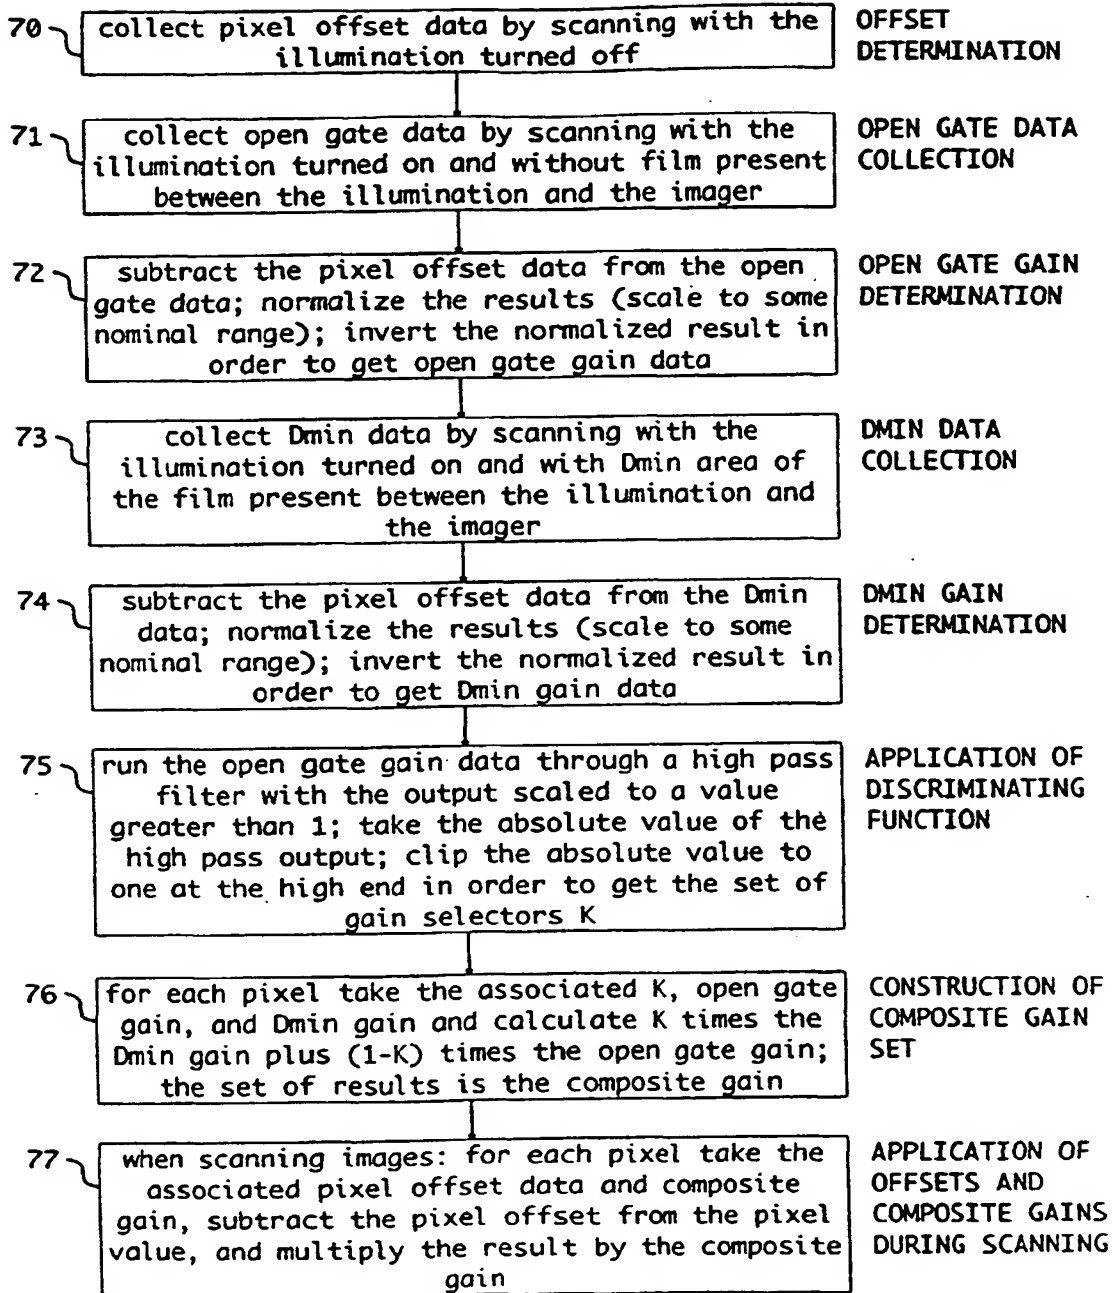 70
collect pixel offset data by scanning with the
illumination turned off
OFFSET
DETERMINATION
71
collect open gate data by scanning with the
illumination turned on and without film present
between the illumination and the imager
OPEN GATE DATA
COLLECTION
72
subtract the pixel offset data from the open
gate data; normalize the results (scale to some
nominal range); invert the normalized result in
order to get open gate gain data
OPEN GATE GAIN
DETERMINATION
73
collect Dmin data by scanning with the
illumination turned on and with Dmin area of
the film present between the illumination and
the imager
DMIN DATA
COLLECTION
74
subtract the pixel offset data from the Dmin
data; normalize the results (scale to some
nominal range); invert the normalized result in
order to get Dmin gain data
DMIN GAIN
DETERMINATION
75
run the open gate gain data through a high pass
filter with the output scaled to a value
greater than 1; take the absolute value of the
high pass output; clip the absolute value to
one at the high end in order to get the set of
gain selectors K
APPLICATION OF
DISCRIMINATING
FUNCTION
76
for each pixel take the associated K, open gate
gain, and Dmin gain and calculate K times the
Dmin gain plus (1-K) times the open gate gain;
the set of results is the composite gain
CONSTRUCTION OF
COMPOSITE GAIN
SET
77
when scanning images: for each pixel take the
associated pixel offset data and composite
gain, subtract the pixel offset from the pixel
value, and multiply the result by the composite
gain
APPLICATION OF
OFFSETS AND
COMPOSITE GAINS
DURING SCANNING